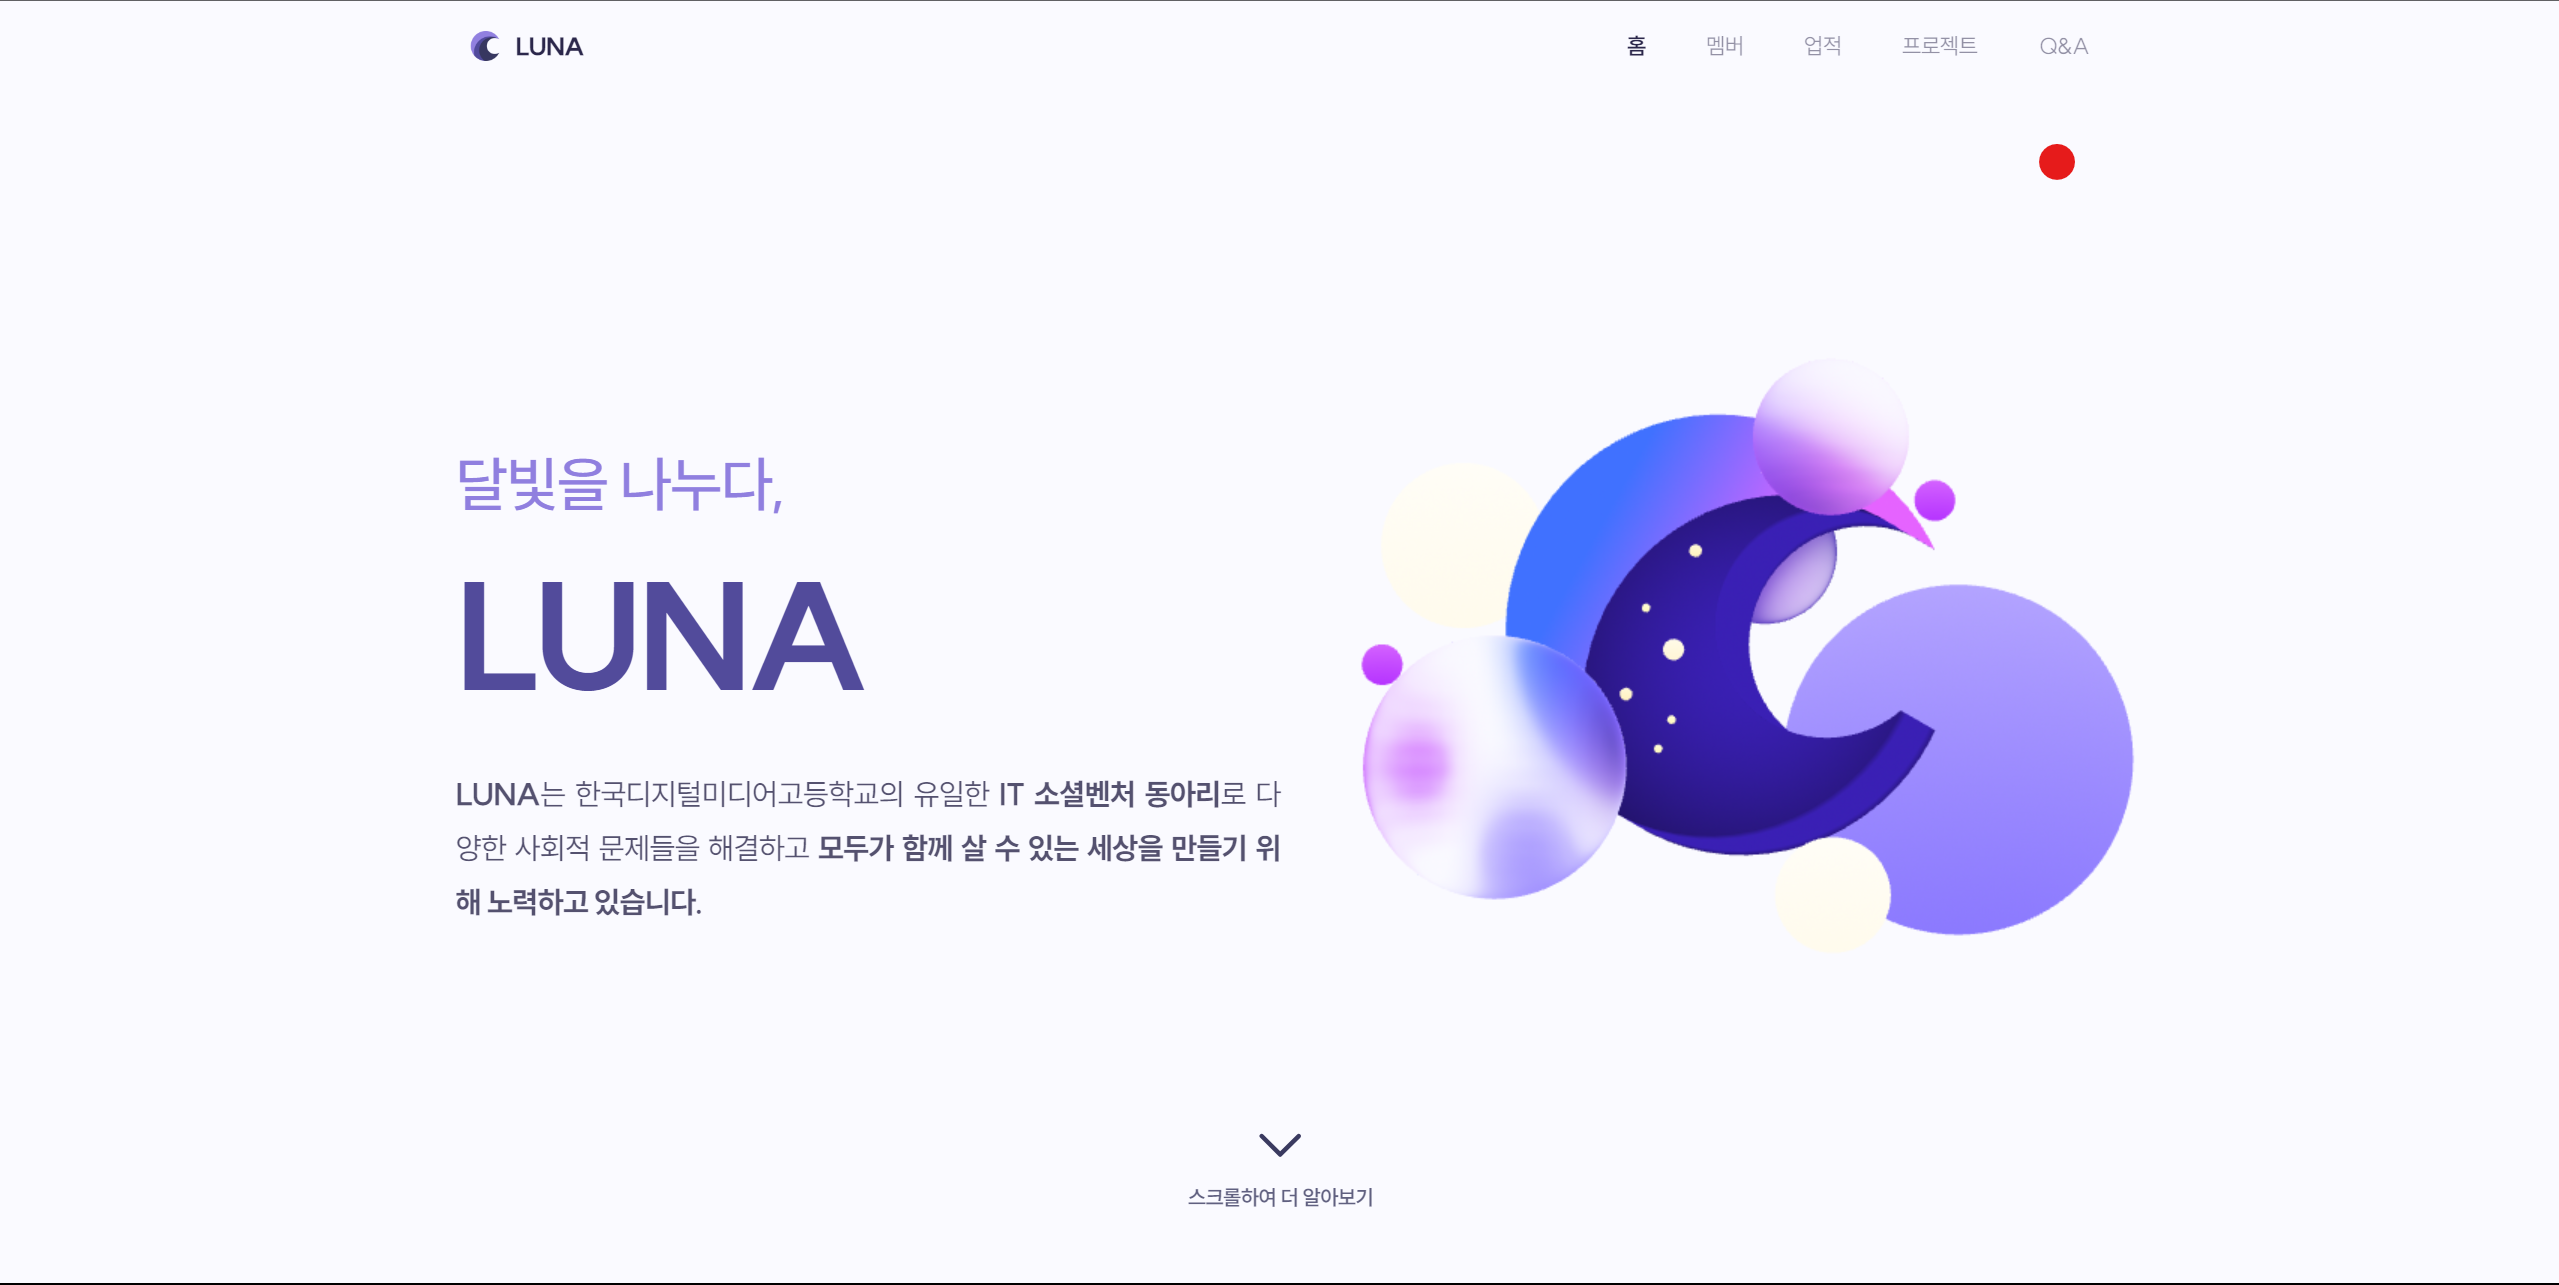 LUNA
홈 멤버 업적 프로젝트 Q&A
달빛을 나누다,
LUNA
LUNA는 한국디지털미디어고등학교의 유일한 IT 소셜벤처 동아리로 다
양한 사회적 문제들을 해결하고 모두가 함께 살 수 있는 세상을 만들기 위
해 노력하고 있습니다.
스크롤하여 더 알아보기